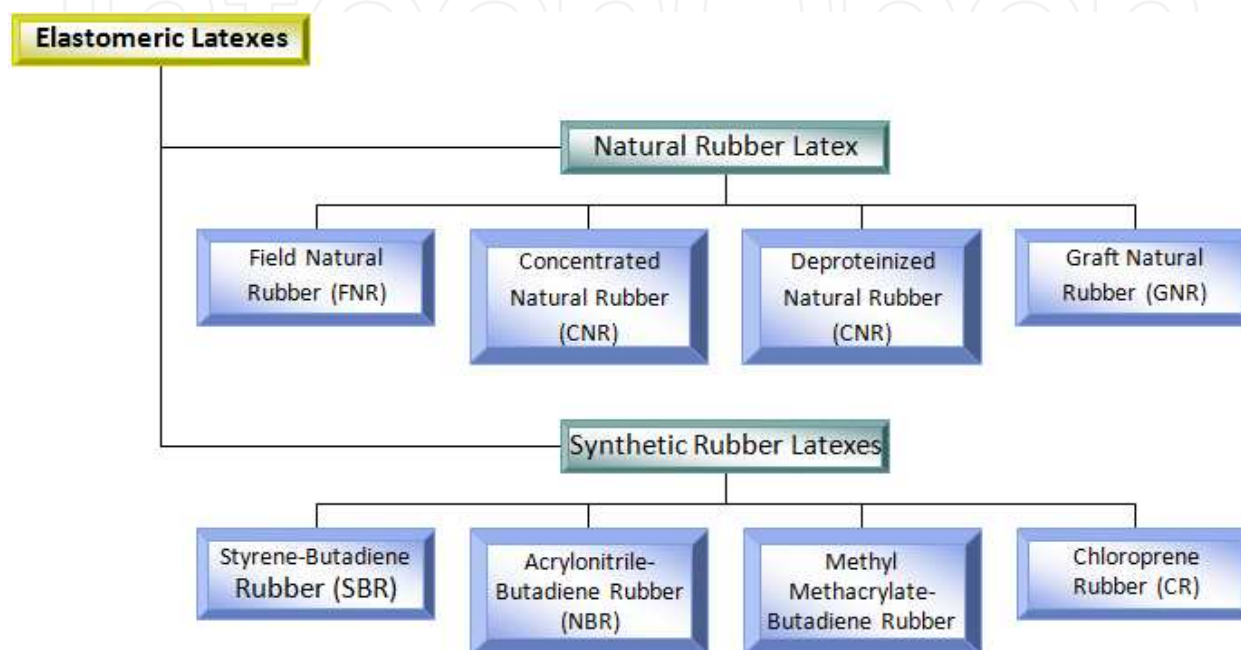 Elastomeric Latexes
Natural Rubber Latex
Field Natural
Rubber (FNR)
Concentrated
Natural Rubber
(CNR)
Deproteinized
Natural Rubber
(CNR)
Graft Natural
Rubber (GNR)
Synthetic Rubber Latexes
Styrene-Butadiene
Rubber (SBR)
Acrylonitrile-
Butadiene Rubber
(NBR)
Methyl
Methacrylate-
Butadiene Rubber
Chloroprene
Rubber (CR)